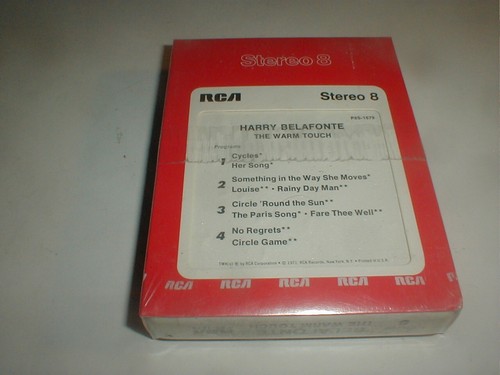 Stereo 8
RCA Stereo 8
HARRY BELAFONTE
THE WARM TOUCH
Programs
1 Cycles*
Her Song*
2 Something in the Way She Moves*
Louise** • Rainy Day Man**
3 Circle 'Round the Sun**
The Paris Song* • Fare Thee Well**
4 No Regrets**
Circle Game**
RCA RCA RCA RCA RCA